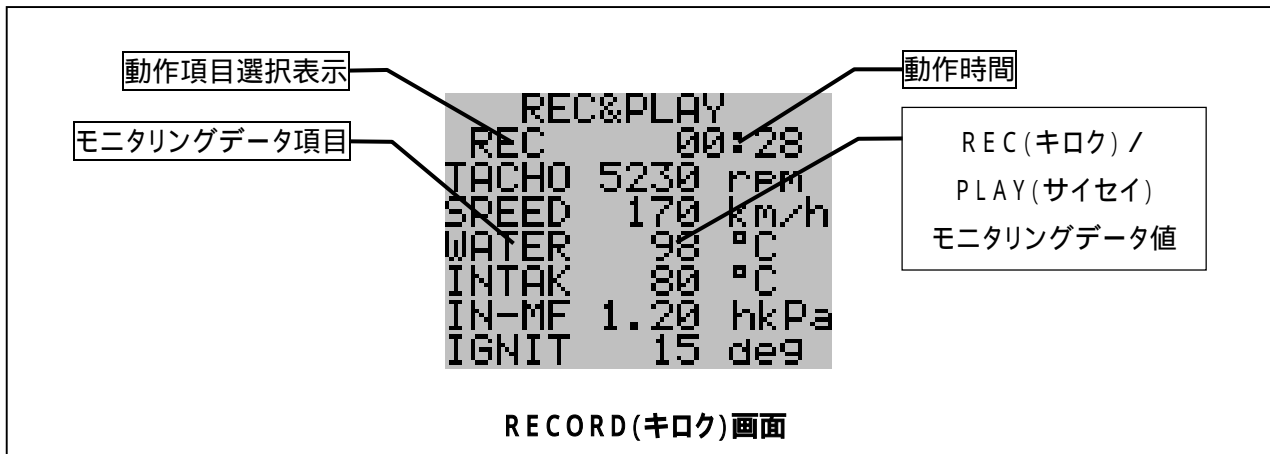 動作項目選択表示
動作時間
モニタリングデータ項目
REC&PLAY
REC 00:28
TACHO 5230 rpm
SPEED 170 km/h
WATER 98 °C
INTAK 80 °C
IN-MF 1.20 hkPa
IGNIT 15 deg
REC(キロク)/
PLAY(サイセイ)
モニタリングデータ値
RECORD(キロク)画面